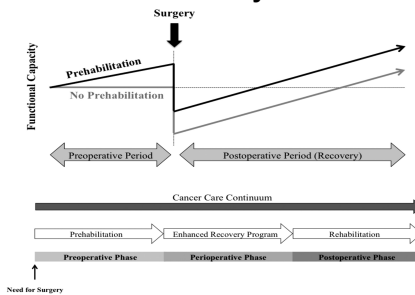 Surgery
Functional Capacity
Prehabilitation
No Prehabilitation
Preoperative Period
Postoperative Period (Recovery)
Cancer Care Continuum
Prehabilitation
Enhanced Recovery Program
Rehabilitation
Preoperative Phase
Perioperative Phase
Postoperative Phase
Need for Surgery